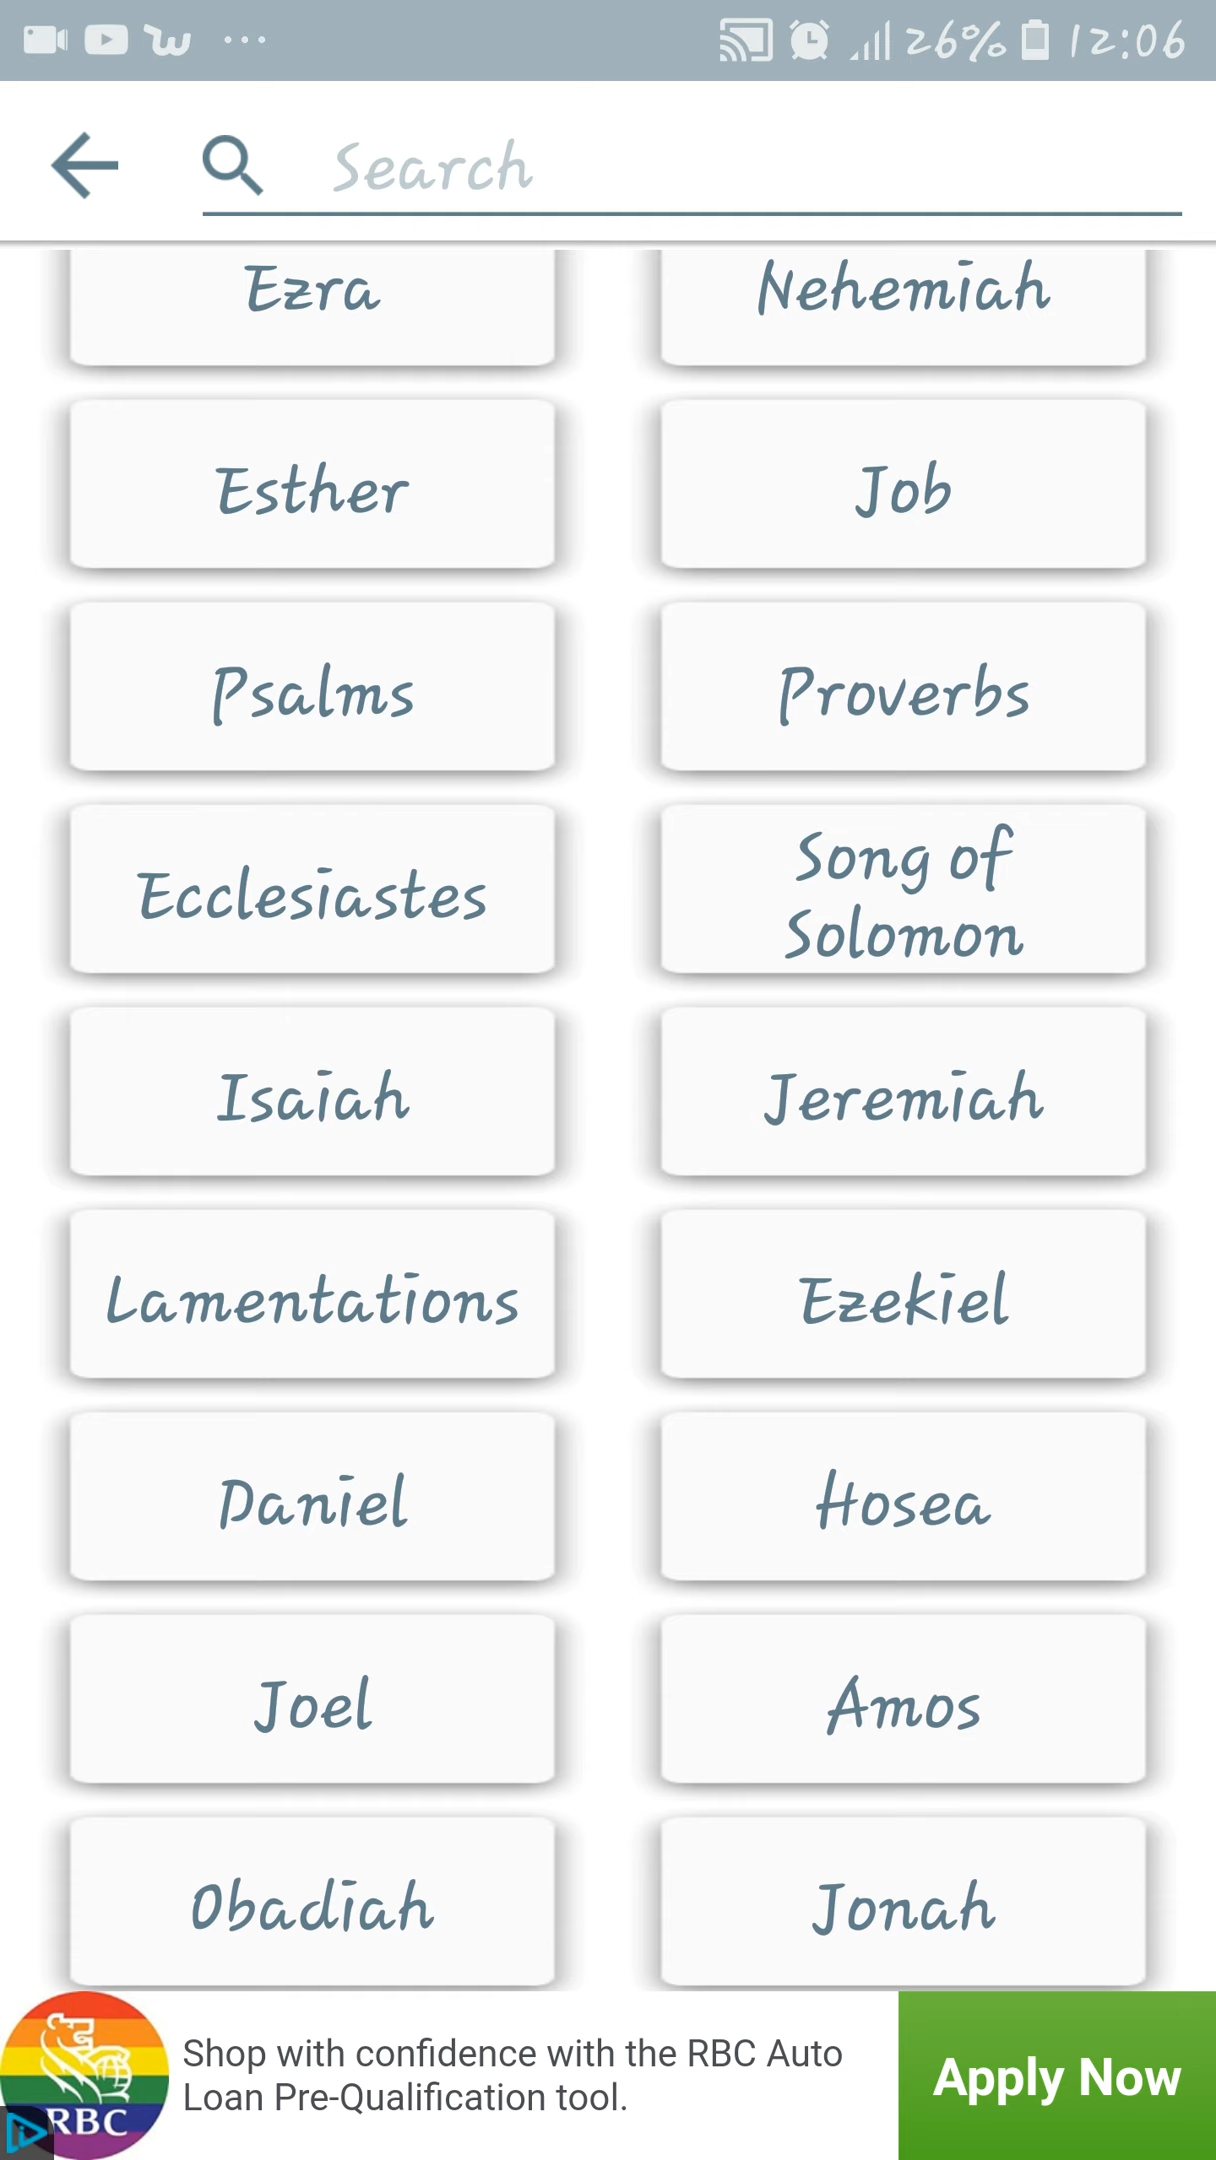 26% 12:06
Search
Ezra Nehemiah
Esther Job
Psalms Proverbs
Ecclesiastes Song of
Solomon
Isaiah Jeremiah
Lamentations Ezekiel
Daniel Hosea
Joel Amos
Obadiah Jonah
Shop with confidence with the RBC Auto
Loan Pre-Qualification tool.
Apply Now
RBC